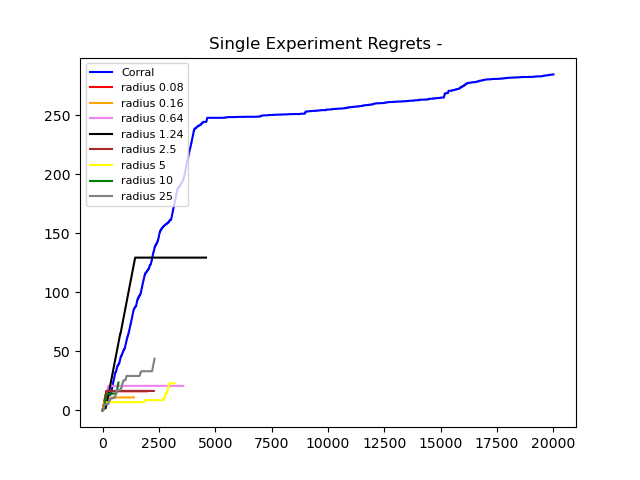 Single Experiment Regrets -
Corral
radius 0.08
radius 0.16
radius 0.64
radius 1.24
radius 2.5
radius 5
radius 10
radius 25
250
200
150
100
50
0
0 2500 5000 7500 10000 12500 15000 17500 20000